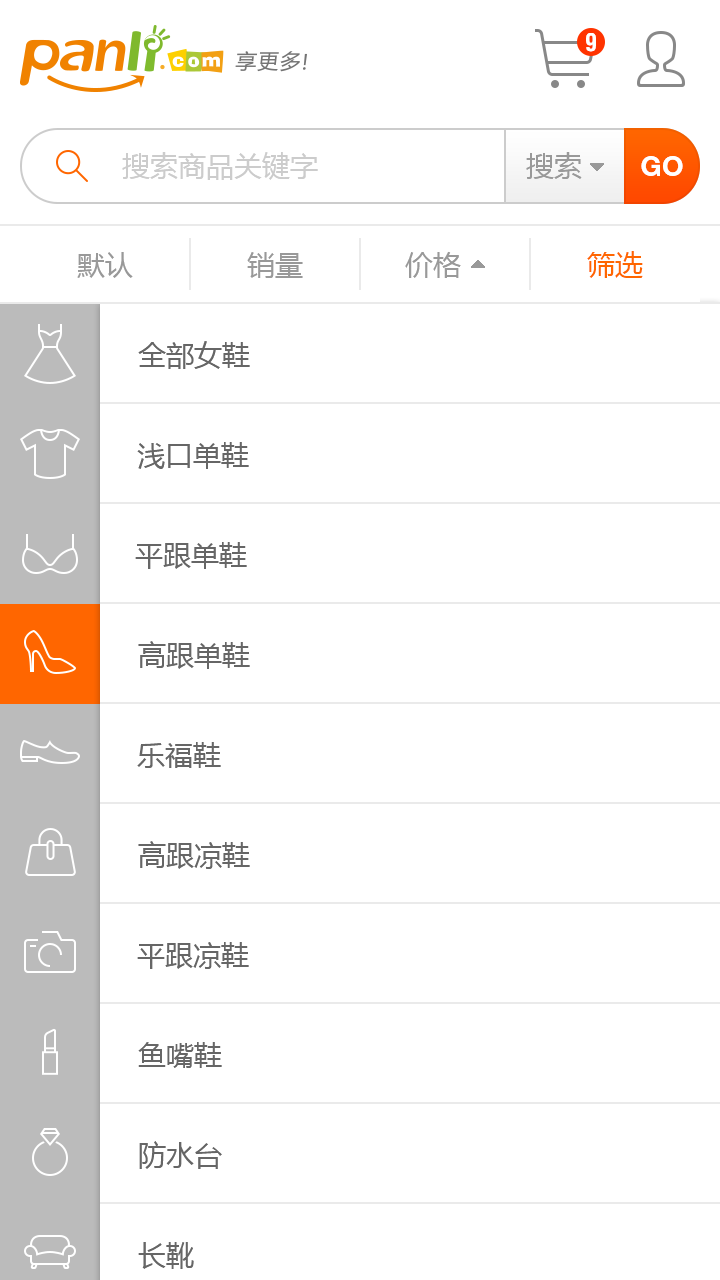 panli.com 享更多!
9
搜索商品关键字 搜索 GO
默认 销量 价格 筛选
全部女鞋
浅口单鞋
平跟单鞋
高跟单鞋
乐福鞋
高跟凉鞋
平跟凉鞋
鱼嘴鞋
防水台
长靴